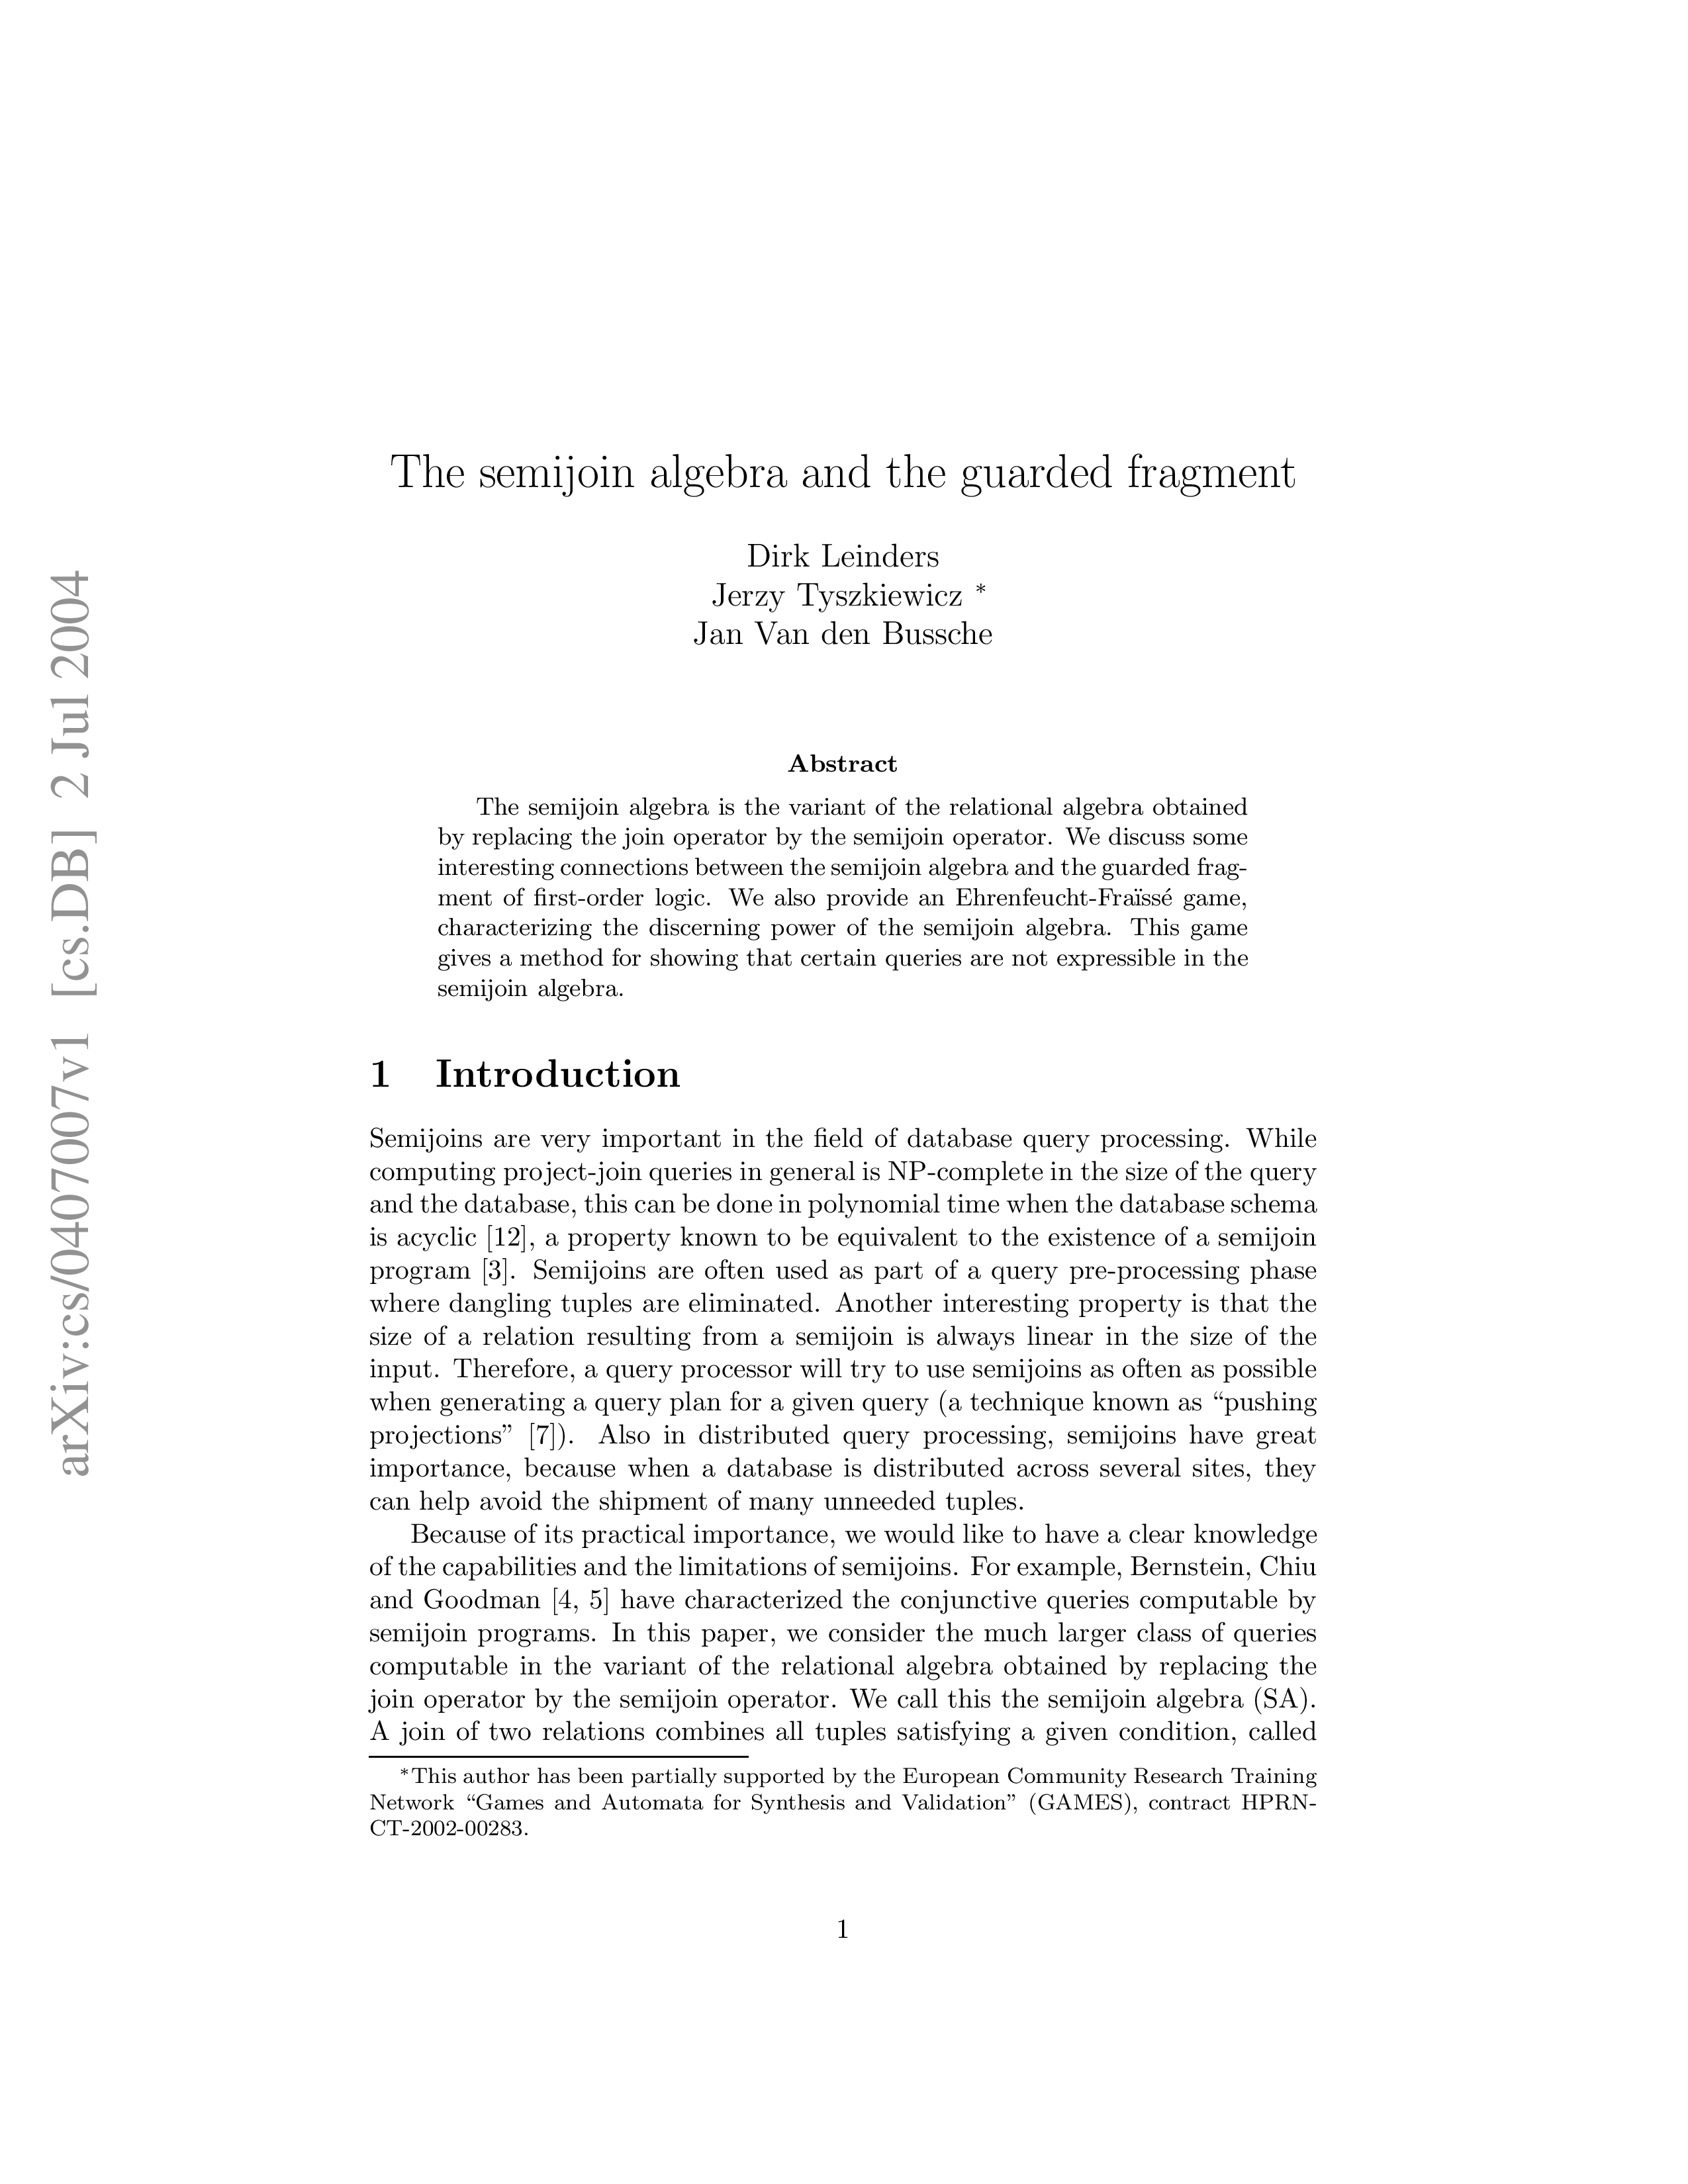 The semijoin algebra and the guarded fragment
Dirk Leinders
Jerzy Tyszkiewicz *
Jan Van den Bussche
Abstract
The semijoin algebra is the variant of the relational algebra obtained
by replacing the join operator by the semijoin operator. We discuss some
interesting connections between the semijoin algebra and the guarded frag-
ment of first-order logic. We also provide an Ehrenfeucht-Fraïssé game,
characterizing the discerning power of the semijoin algebra. This game
gives a method for showing that certain queries are not expressible in the
semijoin algebra.
1 Introduction
Semijoins are very important in the field of database query processing. While
computing project-join queries in general is NP-complete in the size of the query
and the database, this can be done in polynomial time when the database schema
is acyclic [12], a property known to be equivalent to the existence of a semijoin
program [3]. Semijoins are often used as part of a query pre-processing phase
where dangling tuples are eliminated. Another interesting property is that the
size of a relation resulting from a semijoin is always linear in the size of the
input. Therefore, a query processor will try to use semijoins as often as possible
when generating a query plan for a given query (a technique known as “pushing
projections” [7]). Also in distributed query processing, semijoins have great
importance, because when a database is distributed across several sites, they
can help avoid the shipment of many unneeded tuples.
Because of its practical importance, we would like to have a clear knowledge
of the capabilities and the limitations of semijoins. For example, Bernstein, Chiu
and Goodman [4, 5] have characterized the conjunctive queries computable by
semijoin programs. In this paper, we consider the much larger class of queries
computable in the variant of the relational algebra obtained by replacing the
join operator by the semijoin operator. We call this the semijoin algebra (SA).
A join of two relations combines all tuples satisfying a given condition, called
*This author has been partially supported by the European Community Research Training
Network “Games and Automata for Synthesis and Validation” (GAMES), contract HPRN-
CT-2002-00283.
1
arXiv:cs/0407007v1 [cs.DB] 2 Jul 2004